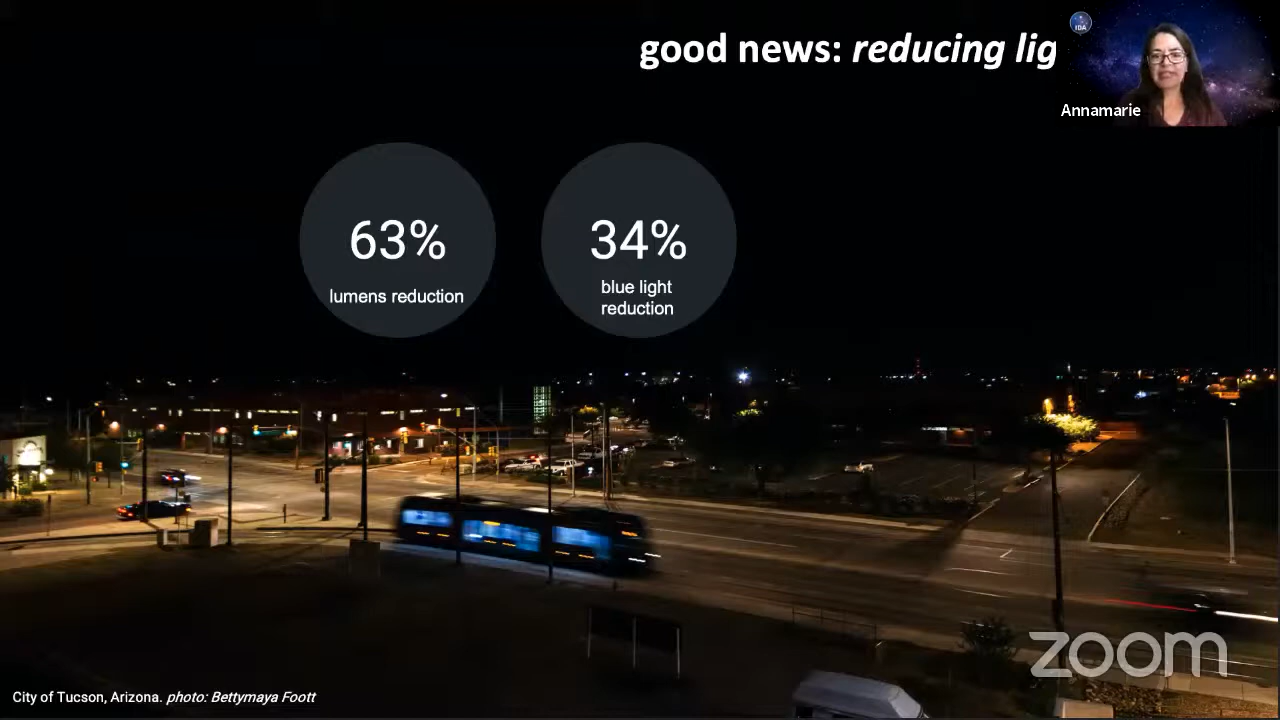 good news: reducing lig
IDA
Annamarie
63%
lumens reduction
34%
blue light
reduction
zoom
City of Tucson, Arizona. photo: Bettymaya Foott